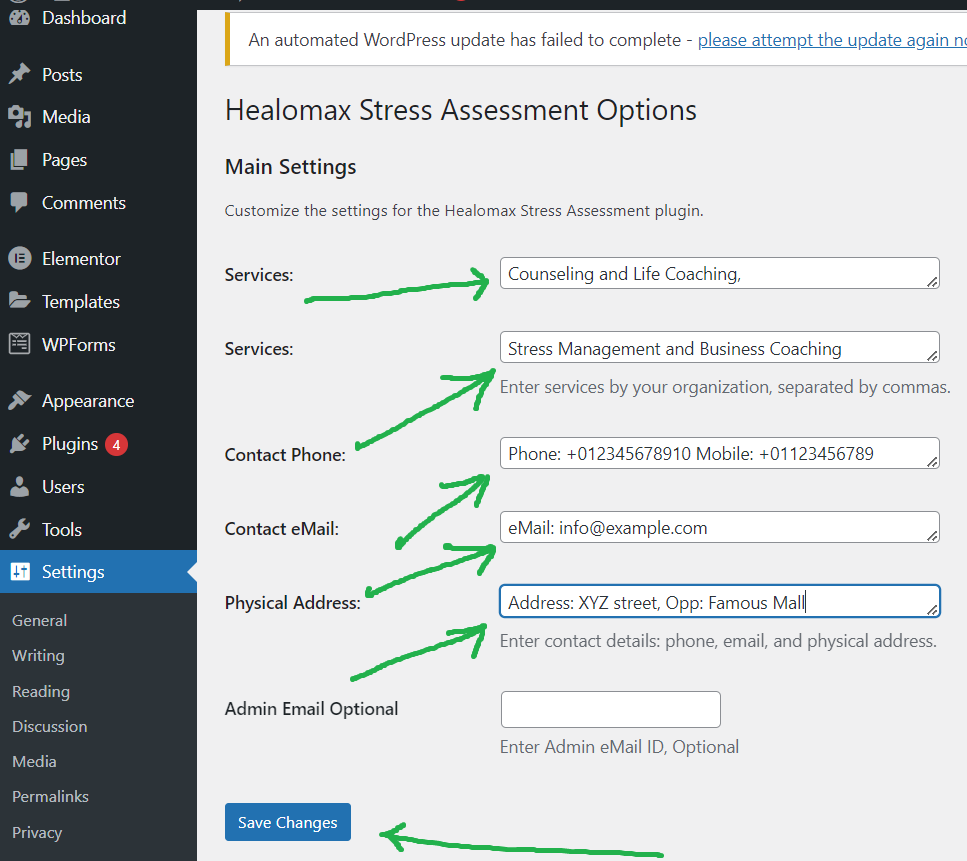 Dashboard
Posts
Media
Pages
Comments
Elementor
Templates
WPForms
Appearance
Plugins 4
Users
Tools
Settings
General
Writing
Reading
Discussion
Media
Permalinks
Privacy
An automated WordPress update has failed to complete - please attempt the update again
Healomax Stress Assessment Options
Main Settings
Customize the settings for the Healomax Stress Assessment plugin.
Services: Counseling and Life Coaching,
Services: Stress Management and Business Coaching
Enter services by your organization, separated by commas.
Contact Phone: Phone: +012345678910 Mobile: +01123456789
Contact eMail: eMail: info@example.com
Physical Address: Address: XYZ street, Opp: Famous Mall
Enter contact details: phone, email, and physical address.
Admin Email Optional
Enter Admin eMail ID, Optional
Save Changes